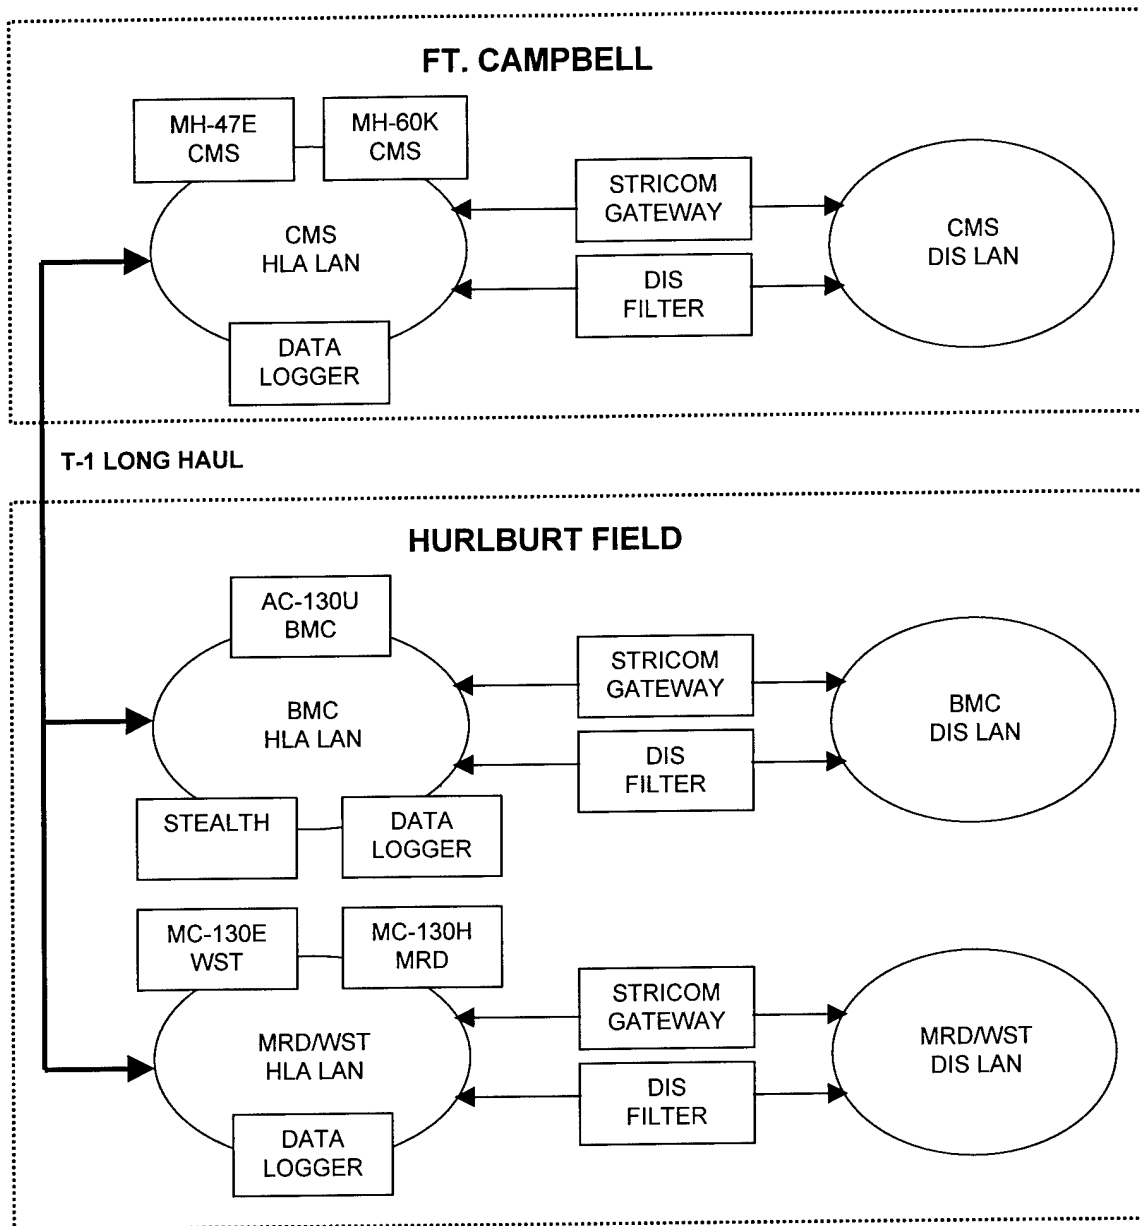 FT. CAMPBELL
MH-47E
CMS
MH-60K
CMS
STRICOM
GATEWAY
CMS
HLA LAN
CMS
DIS LAN
DIS
FILTER
DATA
LOGGER
T-1 LONG HAUL
HURLBURT FIELD
AC-130U
BMC
STRICOM
GATEWAY
BMC
HLA LAN
BMC
DIS LAN
DIS
FILTER
STEALTH
DATA
LOGGER
MC-130E
WST
MC-130H
MRD
STRICOM
GATEWAY
MRD/WST
HLA LAN
MRD/WST
DIS LAN
DIS
FILTER
DATA
LOGGER